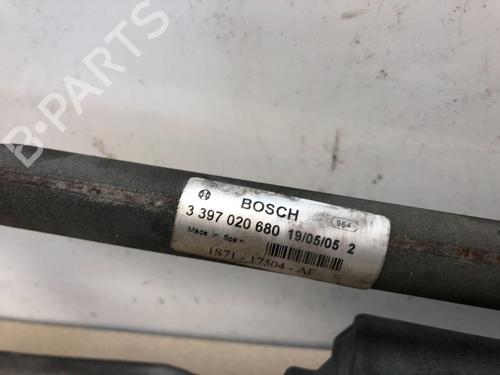 B-PARTS
BOSCH
964
3 397 020 680 19/05/05 2
Made in Spain
1S71-17504-AF